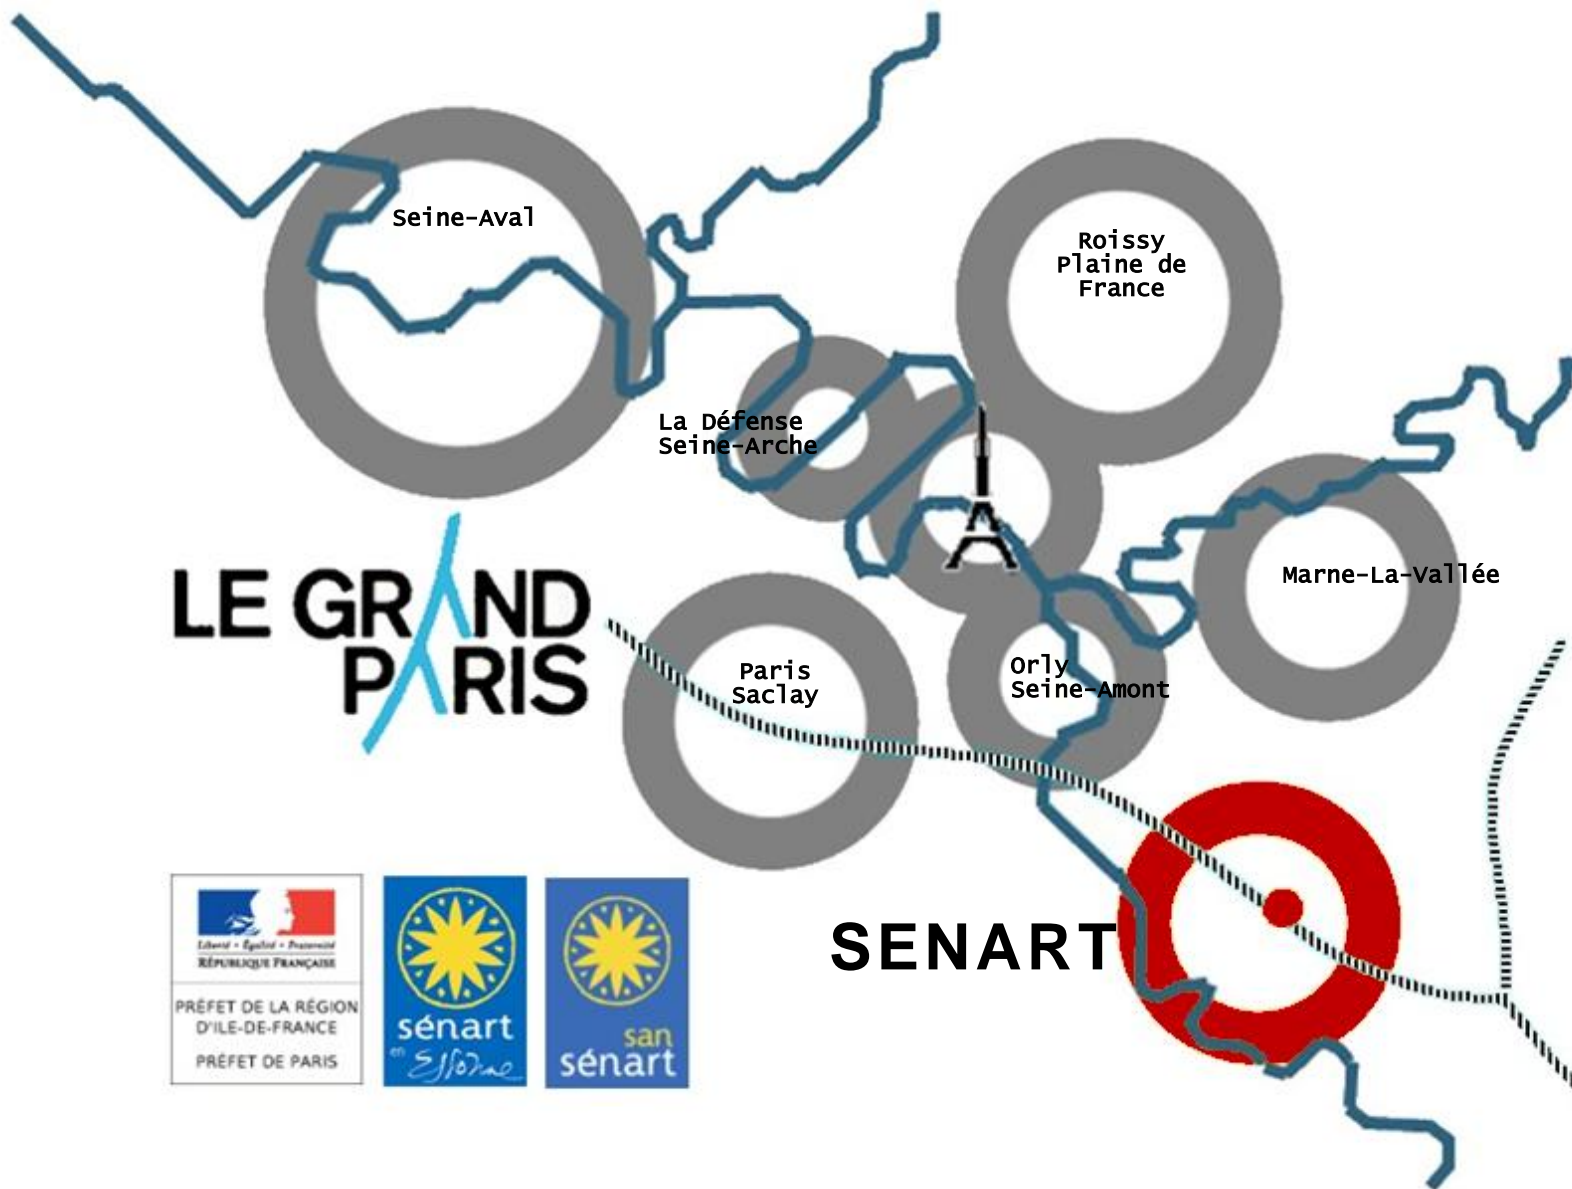 Seine-Aval
Roissy
Plaine de
France
La Défense
Seine-Arche
Marne-La-Vallée
LE GRAND
PARIS
Paris
Saclay
Orly
Seine-Amont
SENART
Liberté • Égalité • Fraternité
RÉPUBLIQUE FRANÇAISE
PRÉFET DE LA RÉGION
D'ILE-DE-FRANCE
PRÉFET DE PARIS
sénart
en Essonne
san
sénart